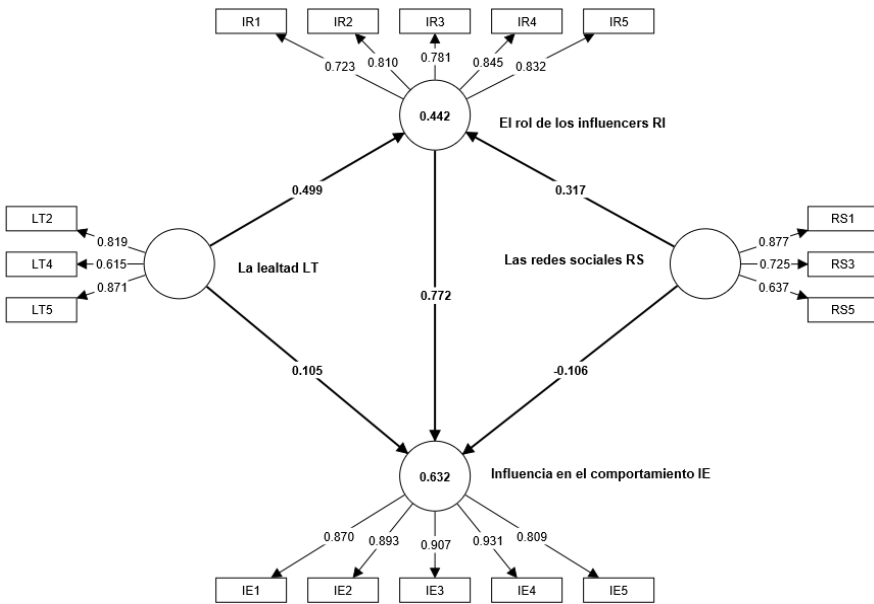 IR1 IR2 IR3 IR4 IR5
0.723 0.810 0.781 0.845 0.832
0.442
El rol de los influencers RI
0.499 0.317
LT2
LT4
LT5
0.819
0.615
0.871
La lealtad LT
Las redes sociales RS
0.877
0.725
0.637
RS1
RS3
RS5
0.772
0.105 -0.106
0.632
Influencia en el comportamiento IE
0.870 0.893 0.907 0.931 0.809
IE1 IE2 IE3 IE4 IE5